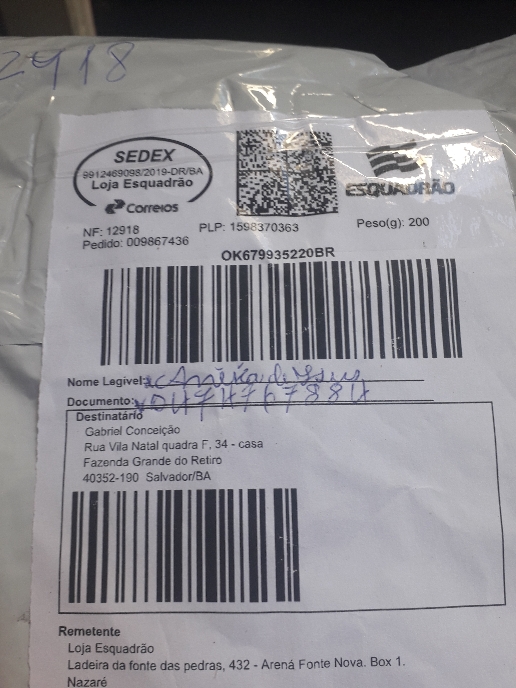 2918
SEDEX
9912469098/2019-DR/BA
Loja Esquadrão
Correios
ESQUADRÃO
NF: 12918
PLP: 1598370363
Peso(g): 200
Pedido: 009867436
OK679935220BR
Nome Legível:
Documento:
Destinatário
Gabriel Conceição
Rua Vila Natal quadra F, 34 - casa
Fazenda Grande do Retiro
40352-190 Salvador/BA
Remetente
Loja Esquadrão
Ladeira da fonte das pedras, 432 - Arená Fonte Nova. Box 1.
Nazaré